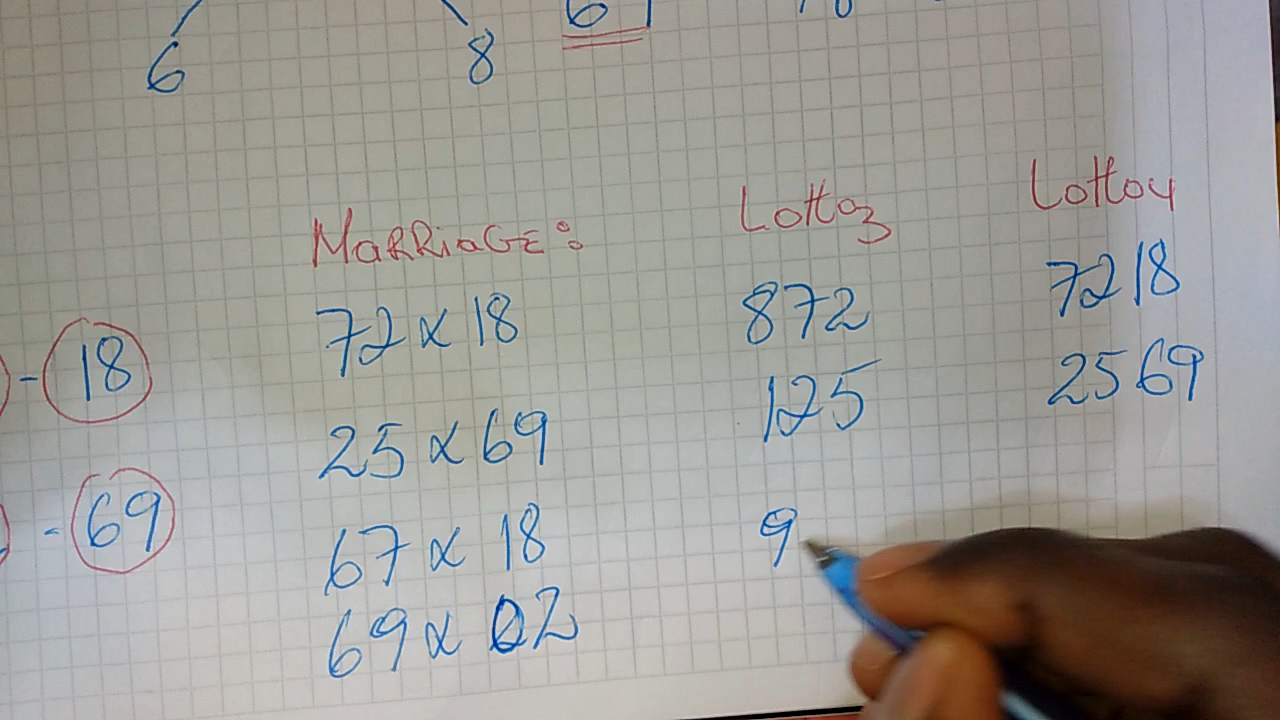 6 8
MaRRiaGE: Lotto3 Lotto4
72 x 18 872 7218
- 18
25 x 69 125 2569
- 69
67 x 18 9
69 x 02